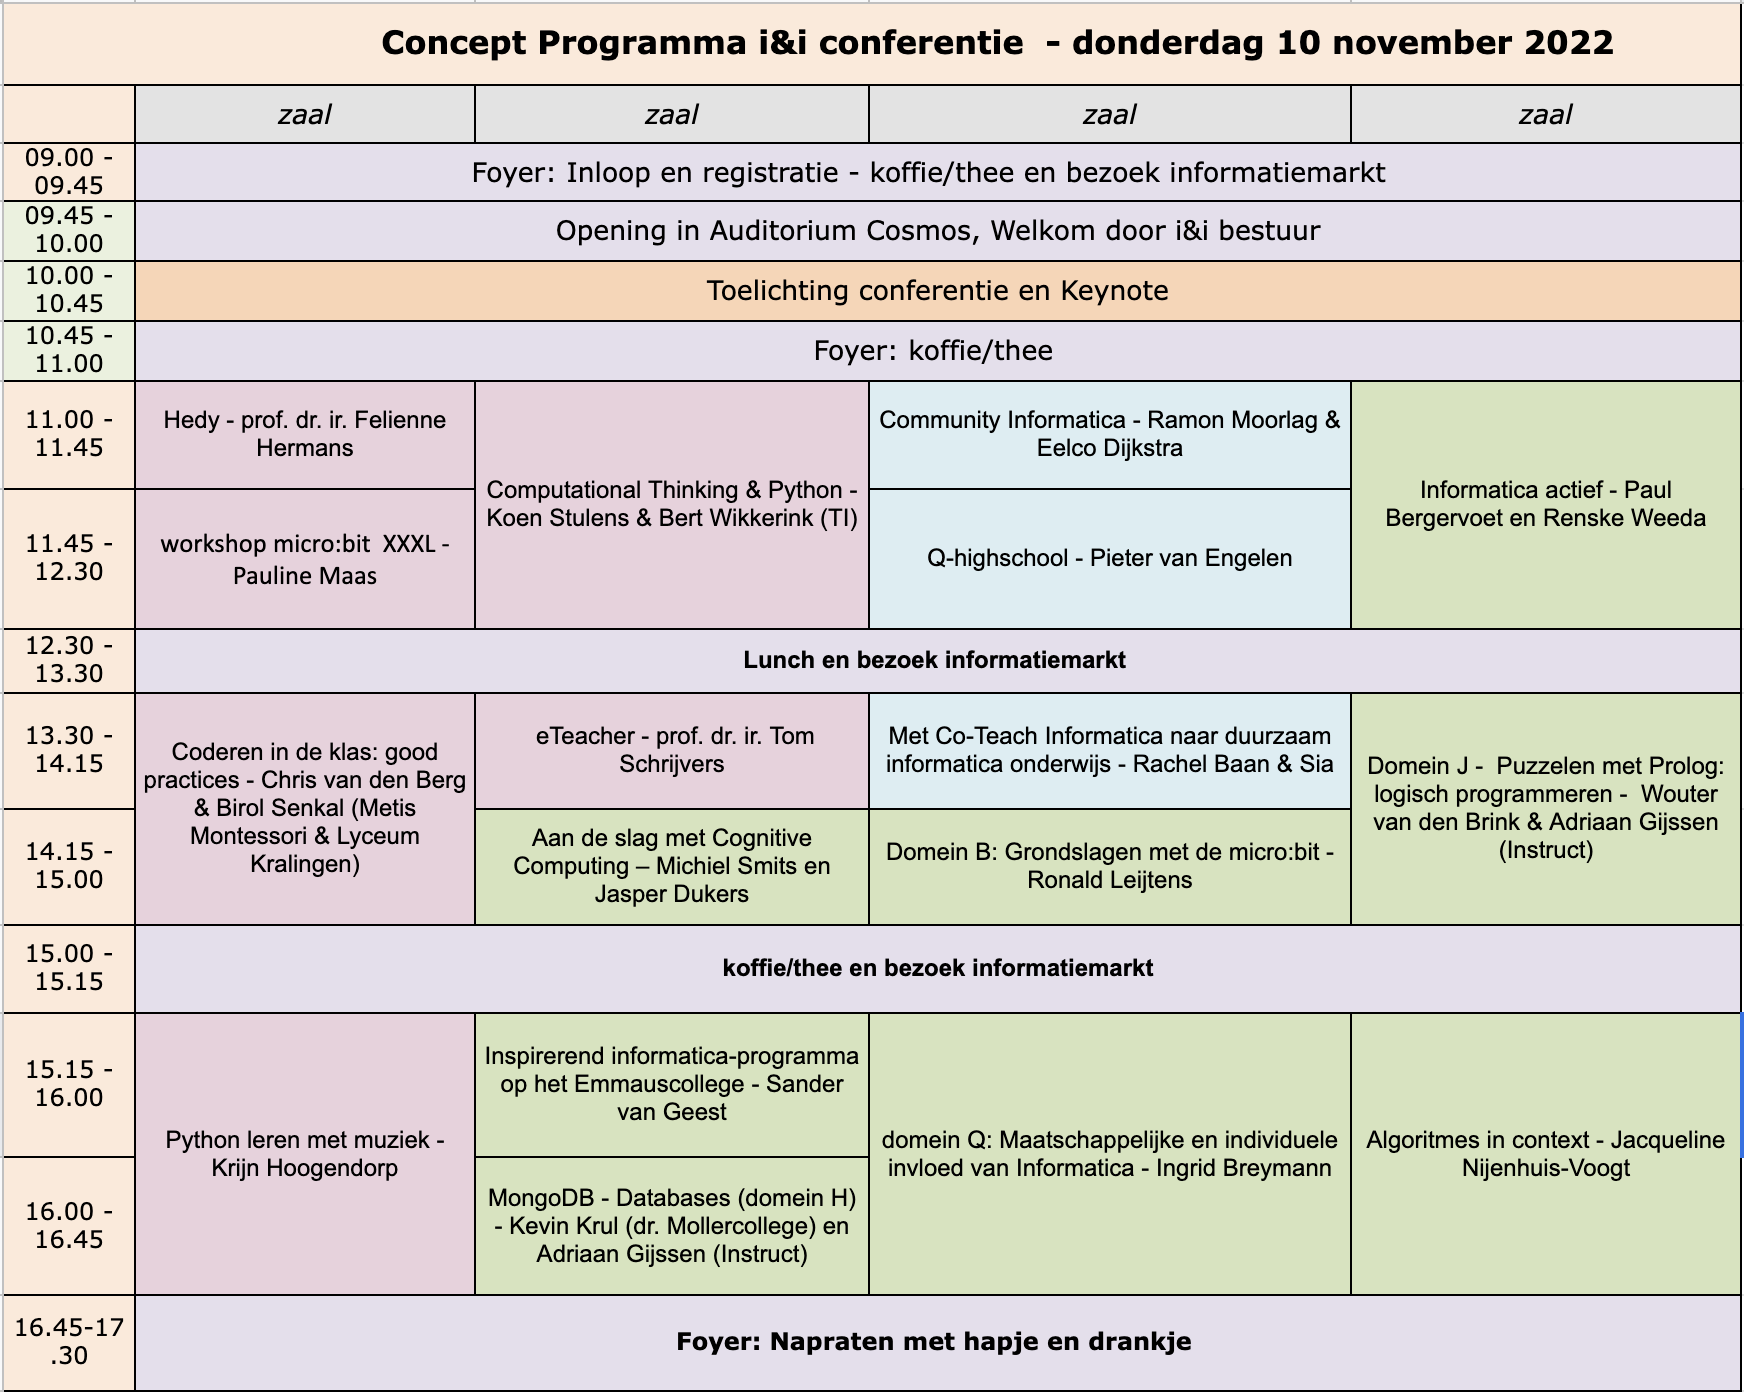 Concept Programma i&i conferentie  - donderdag 10 november 2022
zaal
zaal
zaal
zaal
09.00 -
09.45
Foyer: Inloop en registratie - koffie/thee en bezoek informatiemarkt
09.45 -
10.00
Opening in Auditorium Cosmos, Welkom door i&i bestuur
10.00 -
10.45
Toelichting conferentie en Keynote
10.45 -
11.00
Foyer: koffie/thee
11.00 -
11.45
Hedy - prof. dr. ir. Felienne
Hermans
Computational Thinking & Python -
Koen Stulens & Bert Wikkerink (TI)
Community Informatica - Ramon Moorlag &
Eelco Dijkstra
Informatica actief - Paul
Bergervoet en Renske Weeda
11.45 -
12.30
workshop micro:bit  XXXL -
Pauline Maas
Q-highschool - Pieter van Engelen
12.30 -
13.30
Lunch en bezoek informatiemarkt
13.30 -
14.15
Coderen in de klas: good
practices - Chris van den Berg
& Birol Senkal (Metis
Montessori & Lyceum
Kralingen)
eTeacher - prof. dr. ir. Tom
Schrijvers
Met Co-Teach Informatica naar duurzaam
informatica onderwijs - Rachel Baan & Sia
Domein J -  Puzzelen met Prolog:
logisch programmeren -  Wouter
van den Brink & Adriaan Gijssen
(Instruct)
14.15 -
15.00
Aan de slag met Cognitive
Computing – Michiel Smits en
Jasper Dukers
Domein B: Grondslagen met de micro:bit -
Ronald Leijtens
15.00 -
15.15
koffie/thee en bezoek informatiemarkt
15.15 -
16.00
Python leren met muziek -
Krijn Hoogendorp
Inspirerend informatica-programma
op het Emmauscollege - Sander
van Geest
domein Q: Maatschappelijke en individuele
invloed van Informatica - Ingrid Breymann
Algoritmes in context - Jacqueline
Nijenhuis-Voogt
16.00 -
16.45
MongoDB - Databases (domein H)
- Kevin Krul (dr. Mollercollege) en
Adriaan Gijssen (Instruct)
16.45-17
.30
Foyer: Napraten met hapje en drankje